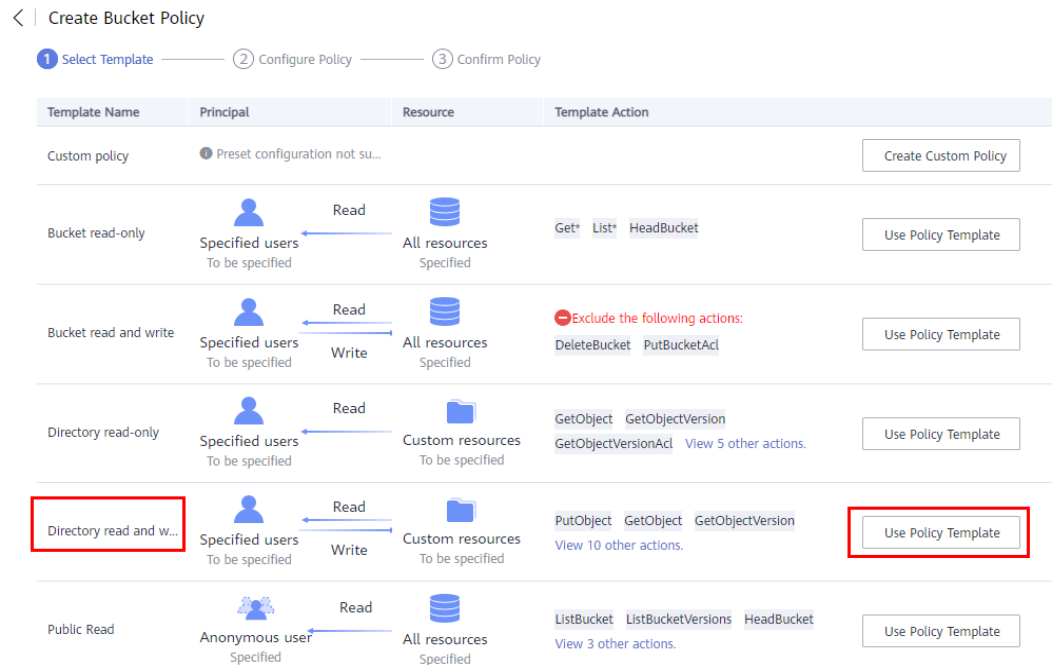 Create Bucket Policy
1 Select Template 2 Configure Policy 3 Confirm Policy
Template Name Principal Resource Template Action
Custom policy Preset configuration not su... Create Custom Policy
Read
Bucket read-only Specified users All resources Get* List* HeadBucket Use Policy Template
To be specified Specified
Read
Exclude the following actions:
Bucket read and write Specified users All resources DeleteBucket PutBucketAcl Use Policy Template
Write
To be specified Specified
Read
GetObject GetObjectVersion
Directory read-only Specified users Custom resources GetObjectVersionAcl View 5 other actions. Use Policy Template
To be specified To be specified
Read
PutObject GetObject GetObjectVersion
Directory read and w... Specified users Custom resources View 10 other actions. Use Policy Template
Write
To be specified To be specified
Read
ListBucket ListBucketVersions HeadBucket
Public Read Anonymous user All resources View 3 other actions. Use Policy Template
Specified Specified